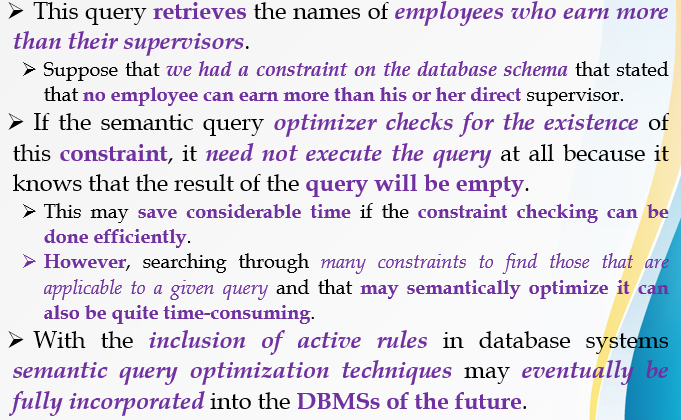 ➢ This query retrieves the names of employees who earn more
than their supervisors.
➢ Suppose that we had a constraint on the database schema that stated
that no employee can earn more than his or her direct supervisor.
➢ If the semantic query optimizer checks for the existence of
this constraint, it need not execute the query at all because it
knows that the result of the query will be empty.
➢ This may save considerable time if the constraint checking can be
done efficiently.
➢ However, searching through many constraints to find those that are
applicable to a given query and that may semantically optimize it can
also be quite time-consuming.
➢ With the inclusion of active rules in database systems
semantic query optimization techniques may eventually be
fully incorporated into the DBMSs of the future.